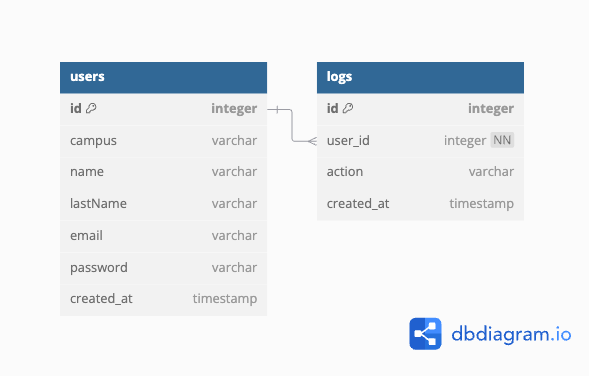 users
id integer
campus varchar
name varchar
lastName varchar
email varchar
password varchar
created_at timestamp
logs
id integer
user_id integer NN
action varchar
created_at timestamp
dbdiagram.io